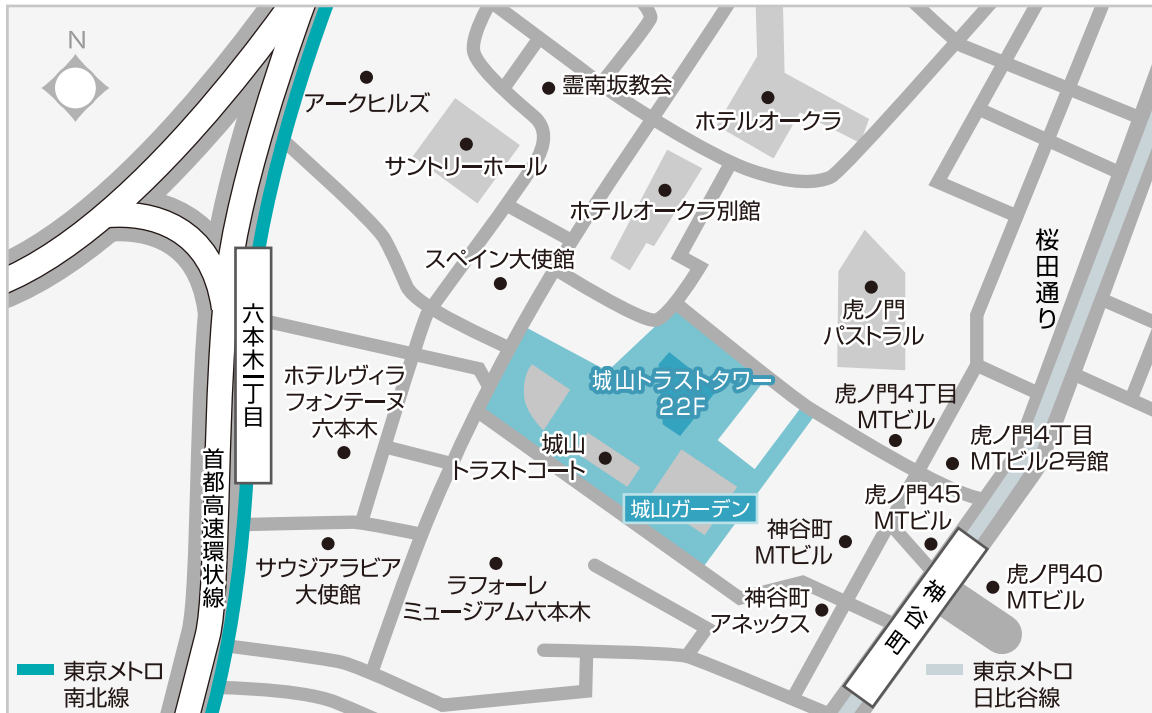 N
アークヒルズ
霊南坂教会
ホテルオークラ
サントリーホール
ホテルオークラ別館
スペイン大使館
桜田通り
六本木一丁目
虎ノ門
パストラル
ホテルヴィラ
フォンテーヌ
六本木
城山トラストタワー
22F
虎ノ門4丁目
MTビル
虎ノ門4丁目
MTビル2号館
城山
トラストコート
首都高速環状線
城山ガーデン
虎ノ門45
MTビル
神谷町
MTビル
サウジアラビア
大使館
ラフォーレ
ミュージアム六本木
神谷町
アネックス
神谷町
虎ノ門40
MTビル
東京メトロ
南北線
東京メトロ
日比谷線